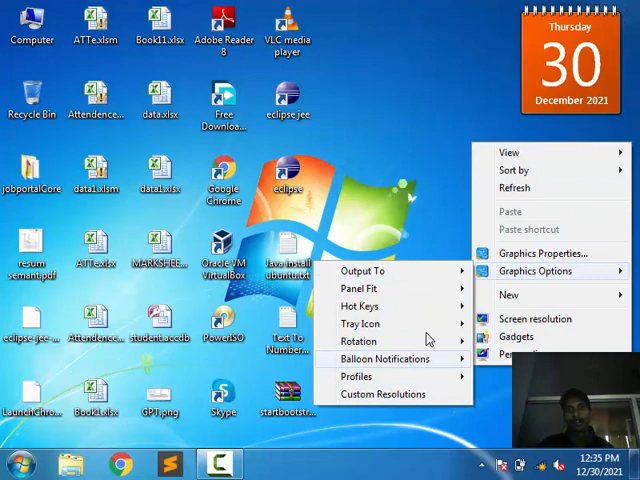 Computer
ATTe.xlsm
Book11.xlsx
Adobe Reader
8
VLC media
player
Recycle Bin
Attendence...
data.xlsx
Free
Downloa...
eclipse jee
jobportalCore
data1.xlsm
data1.xlsx
Google
Chrome
eclipse
resum
semant.pdf
ATTe.xlsx
MARKSHEE...
Oracle VM
VirtualBox
Java install
ubuntu.txt
eclipse-jee-...
Attendence...
student.accdb
PowerISO
Text To
Number...
LaunchChro...
Book1.xlsx
GPT.png
Skype
startbootstr...
Thursday
30
December 2021
View
Sort by
Refresh
Paste
Paste shortcut
Graphics Properties...
Graphics Options
New
Screen resolution
Gadgets
Output To
Panel Fit
Hot Keys
Tray Icon
Rotation
Balloon Notifications
Profiles
Custom Resolutions
12:35 PM
12/30/2021